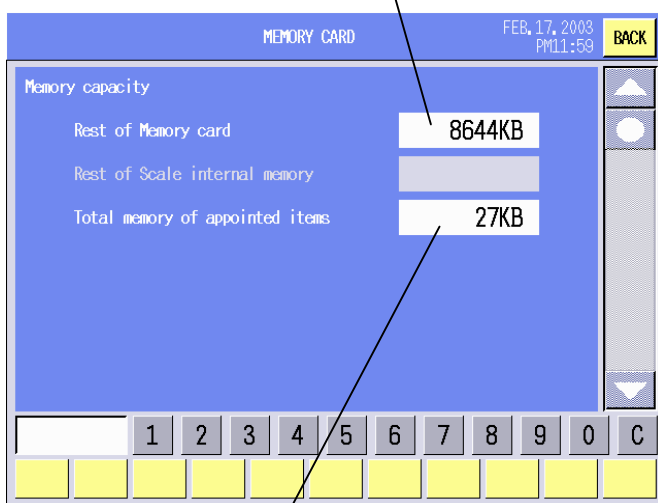 MEMORY CARD
FEB.17.2003
PM11:59
BACK
Memory capacity
Rest of Memory card 8644KB
Rest of Scale internal memory
Total memory of appointed items 27KB
1 2 3 4 5 6 7 8 9 0 C